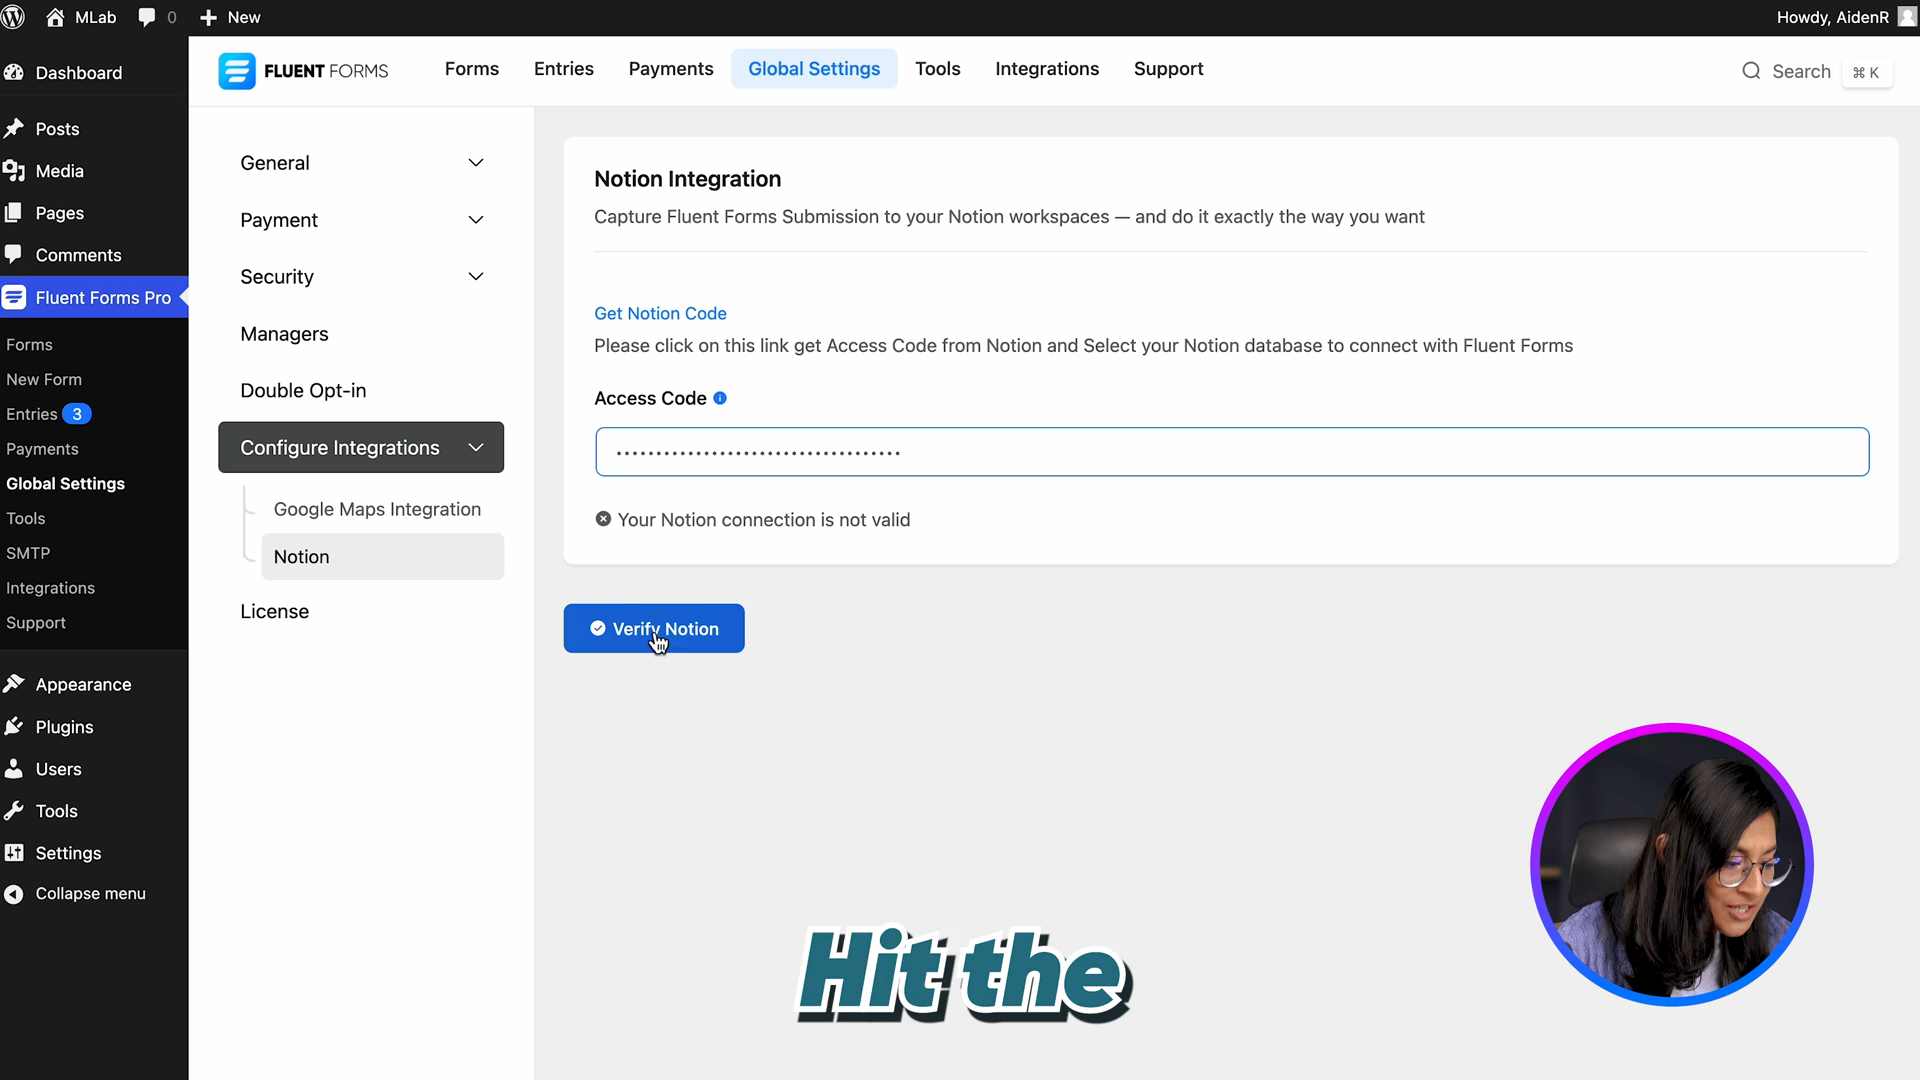 MLab
0
New
Howdy, AidenR
Dashboard
Posts
Media
Pages
Comments
Fluent Forms Pro
Forms
New Form
Entries 3
Payments
Global Settings
Tools
SMTP
Integrations
Support
Appearance
Plugins
Users
Tools
Settings
Collapse menu
FLUENT FORMS
Forms
Entries
Payments
Global Settings
Tools
Integrations
Support
Search ⌘ K
General
Payment
Security
Managers
Double Opt-in
Configure Integrations
Google Maps Integration
Notion
License
Notion Integration
Capture Fluent Forms Submission to your Notion workspaces — and do it exactly the way you want
Get Notion Code
Please click on this link get Access Code from Notion and Select your Notion database to connect with Fluent Forms
Access Code
Your Notion connection is not valid
Verify Notion
Hit the